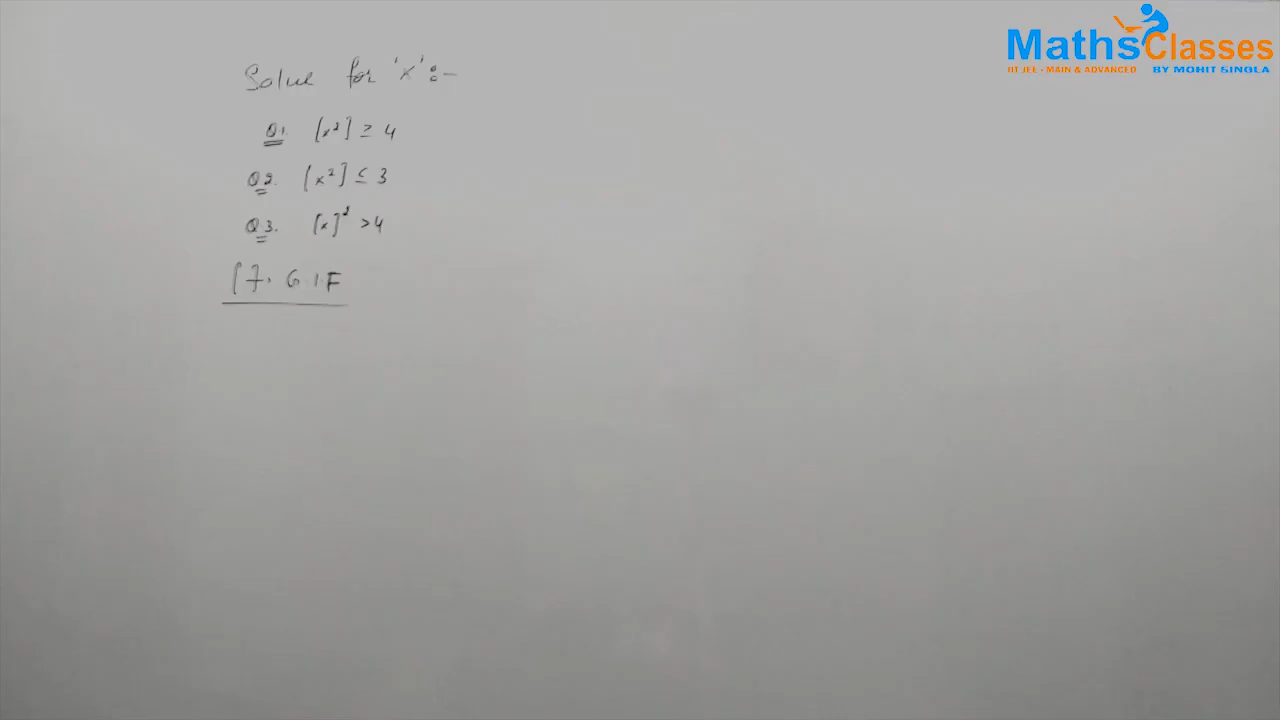 MathsClasses
IIT JEE - MAIN & ADVANCED BY MOHIT SINGLA
Solve for 'x' :-
Q1. [x²] ≥ 4
Q2. [x²] ≤ 3
Q3. [x]² > 4
[ ]. G.I.F